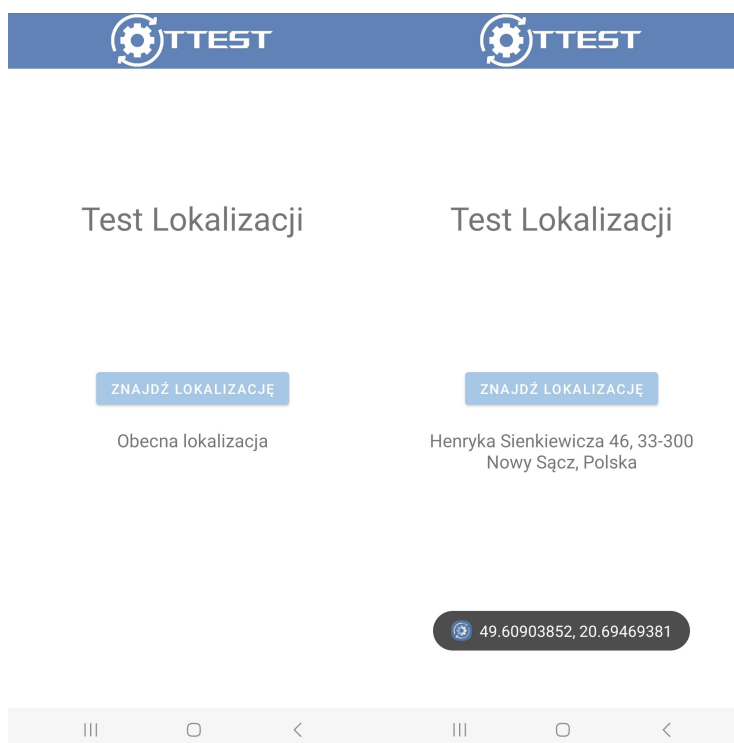 TTEST
Test Lokalizacji
ZNAJDŹ LOKALIZACJĘ
Obecna lokalizacja
TTEST
Test Lokalizacji
ZNAJDŹ LOKALIZACJĘ
Henryka Sienkiewicza 46, 33-300
Nowy Sącz, Polska
49.60903852, 20.69469381